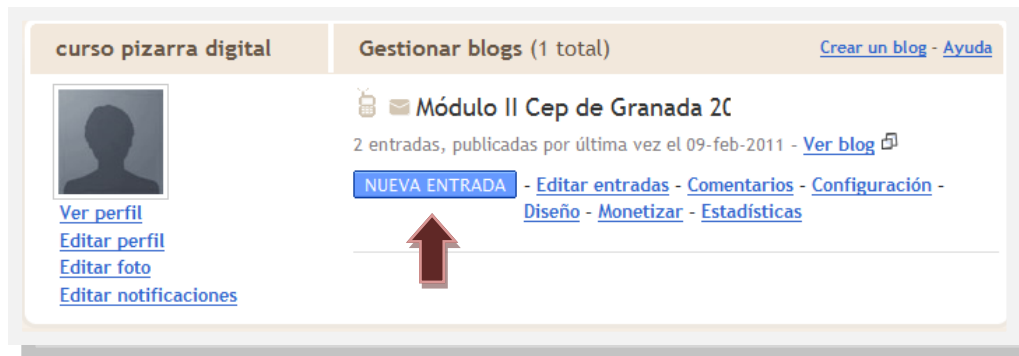 curso pizarra digital
Gestionar blogs (1 total)
Crear un blog - Ayuda
Módulo II Cep de Granada
2 entradas, publicadas por última vez el 09-feb-2011 - Ver blog
NUEVA ENTRADA - Editar entradas - Comentarios - Configuración -
Diseño - Monetizar - Estadísticas
Ver perfil
Editar perfil
Editar foto
Editar notificaciones